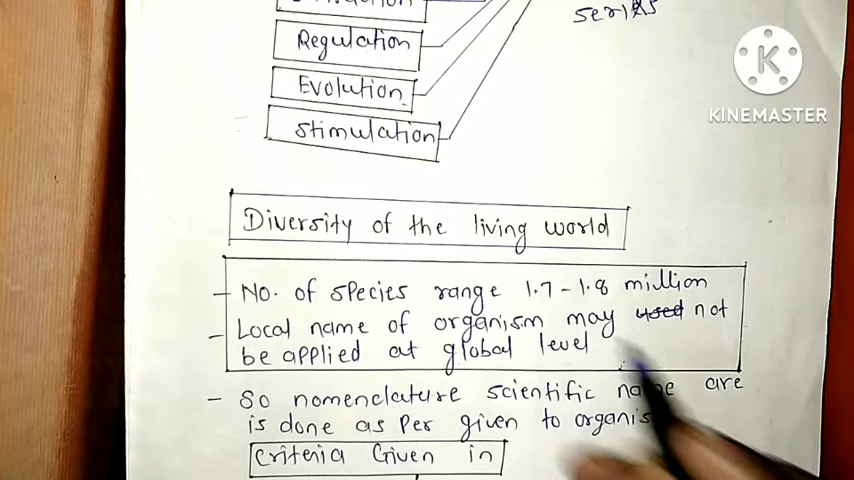 series
Regulation
Evolution
Stimulation
K
KINEMASTER
Diversity of the living world
- No. of species range 1.7 - 1.8 million
- Local name of organism may used not
be applied at global level
- So nomenclature scientific name are
is done as per given to organis
Criteria Given in